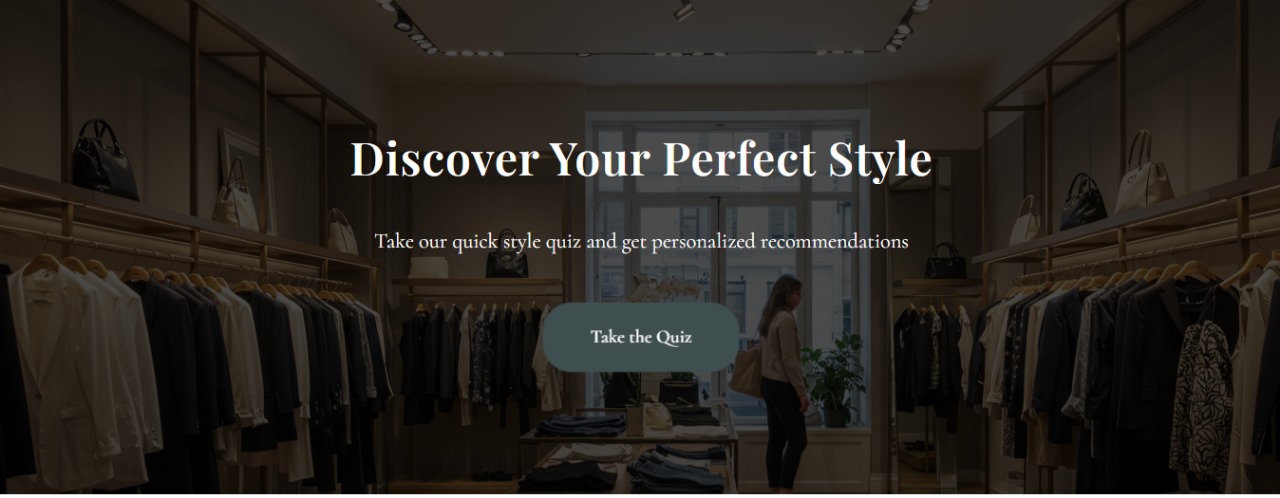 Discover Your Perfect Style
Take our quick style quiz and get personalized recommendations
Take the Quiz